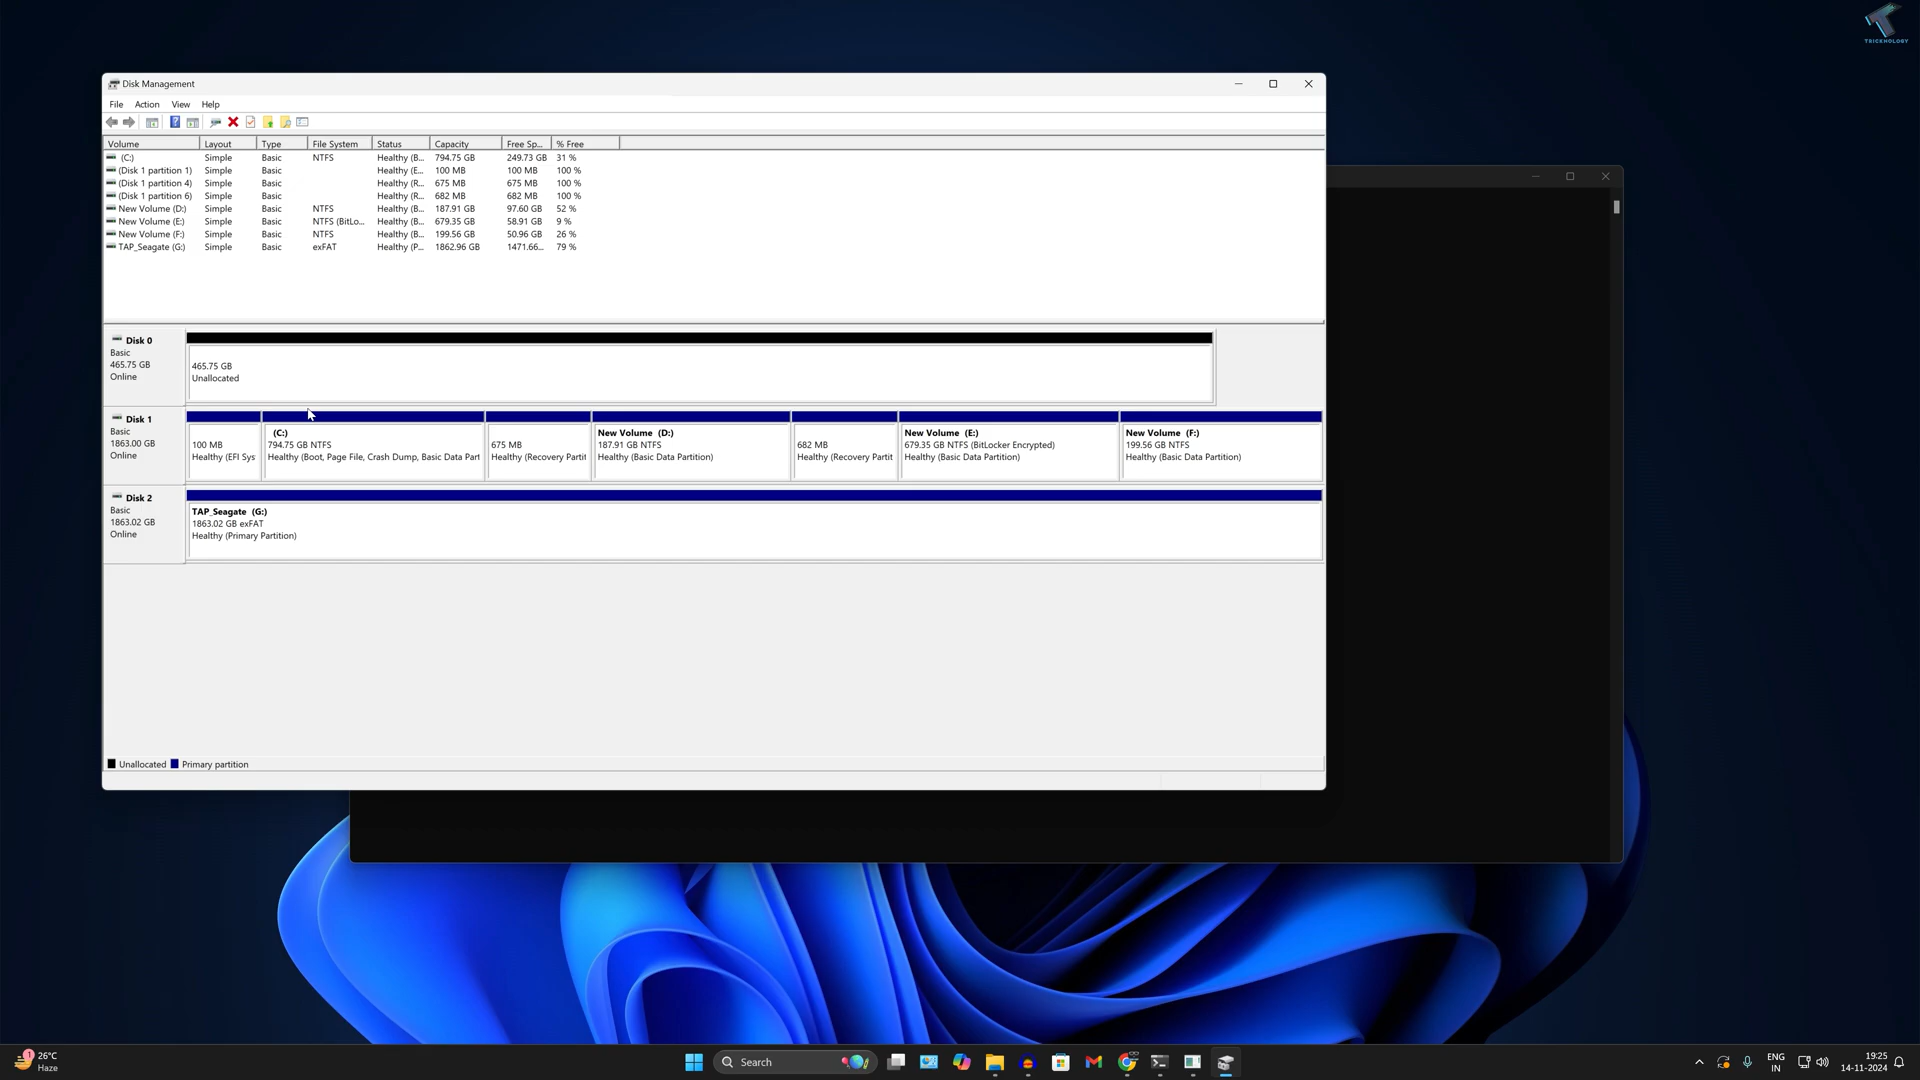 TRICKNOLOGY
Disk Management
File Action View Help
Volume Layout Type File System Status Capacity Free Sp... % Free
(C:) Simple Basic NTFS Healthy (B... 794.75 GB 249.73 GB 31 %
(Disk 1 partition 1) Simple Basic Healthy (E... 100 MB 100 MB 100 %
(Disk 1 partition 4) Simple Basic Healthy (R... 675 MB 675 MB 100 %
(Disk 1 partition 6) Simple Basic Healthy (R... 682 MB 682 MB 100 %
New Volume (D:) Simple Basic NTFS Healthy (B... 187.91 GB 97.60 GB 52 %
New Volume (E:) Simple Basic NTFS (BitLo... Healthy (B... 679.35 GB 58.91 GB 9 %
New Volume (F:) Simple Basic NTFS Healthy (B... 199.56 GB 50.96 GB 26 %
TAP_Seagate (G:) Simple Basic exFAT Healthy (P... 1862.96 GB 1471.66... 79 %
Disk 0
Basic
465.75 GB
Online
465.75 GB
Unallocated
Disk 1
Basic
1863.00 GB
Online
100 MB
Healthy (EFI Sys
(C:)
794.75 GB NTFS
Healthy (Boot, Page File, Crash Dump, Basic Data Part
675 MB
Healthy (Recovery Partit
New Volume (D:)
187.91 GB NTFS
Healthy (Basic Data Partition)
682 MB
Healthy (Recovery Partit
New Volume (E:)
679.35 GB NTFS (BitLocker Encrypted)
Healthy (Basic Data Partition)
New Volume (F:)
199.56 GB NTFS
Healthy (Basic Data Partition)
Disk 2
Basic
1863.02 GB
Online
TAP_Seagate (G:)
1863.02 GB exFAT
Healthy (Primary Partition)
Unallocated Primary partition
1
26°C
Haze
Search
ENG
IN
19:25
14-11-2024